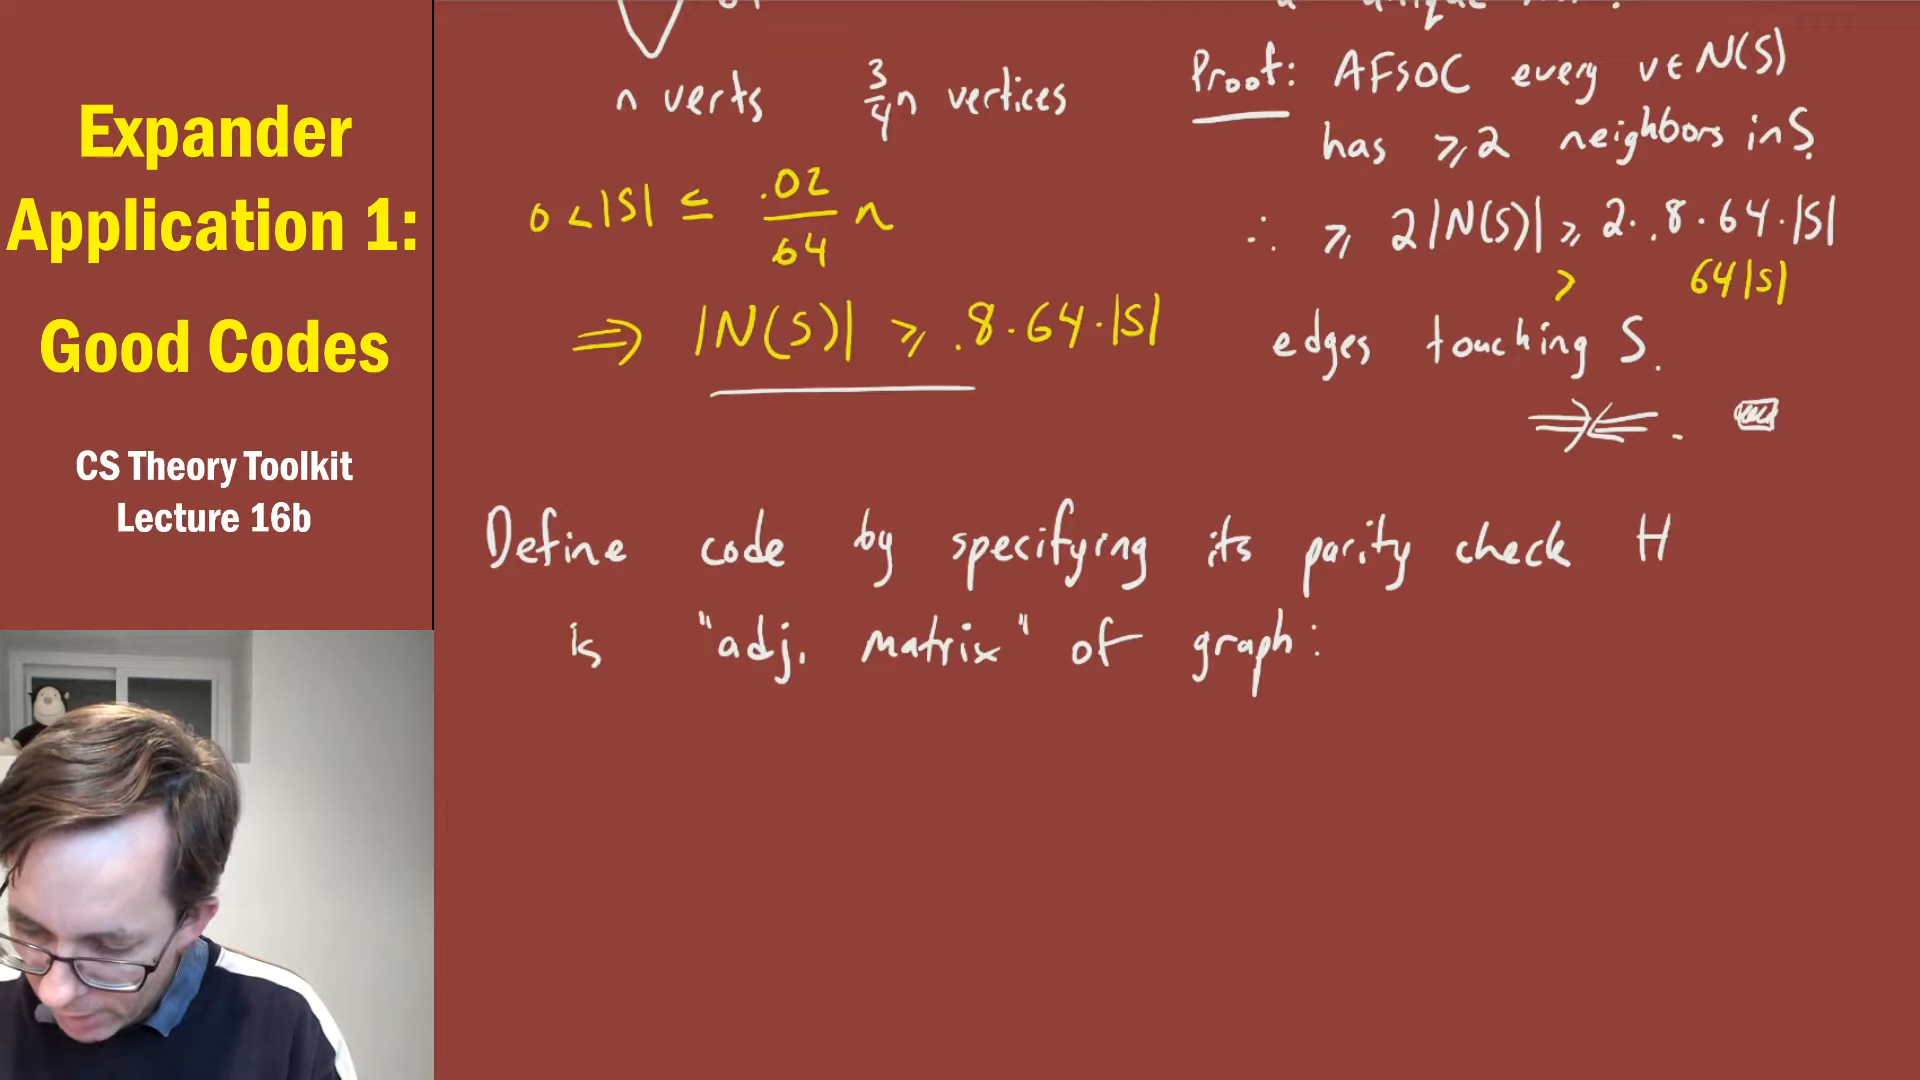 Expander
Application 1:
Good Codes
CS Theory Toolkit
Lecture 16b
n verts 3/4 n vertices
0 < |S| ≤ .02/64 n
⇒ |N(S)| ≥ .8·64·|S|
Proof: AFSOC every v∈N(S)
has ≥2 neighbors in S.
∴ ≥ 2|N(S)| ≥ 2·.8·64·|S|
> 64|S|
edges touching S.
⇒⇐.
Define code by specifying its parity check H
is "adj. matrix" of graph: